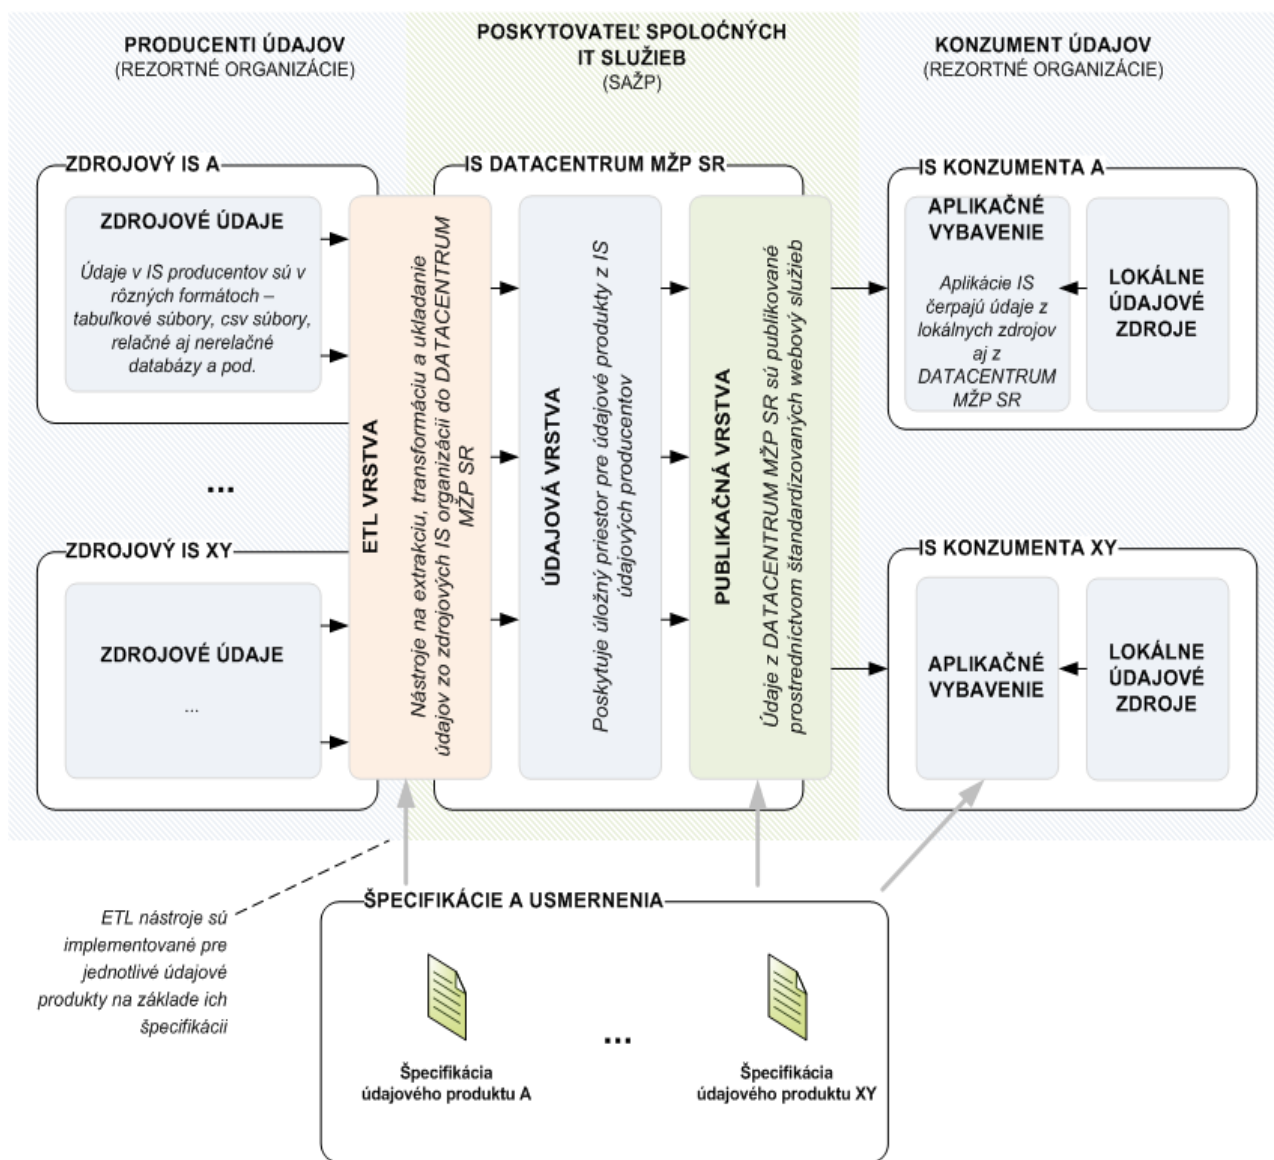 PRODUCENTI ÚDAJOV
(REZORTNÉ ORGANIZÁCIE)
POSKYTOVATEĽ SPOLOČNÝCH
IT SLUŽIEB
(SAŽP)
KONZUMENT ÚDAJOV
(REZORTNÉ ORGANIZÁCIE)
ZDROJOVÝ IS A
ZDROJOVÉ ÚDAJE
Údaje v IS producentov sú v
rôzných formátoch –
tabuľkové súbory, csv súbory,
relačné aj nerelačné
databázy a pod.
...
ZDROJOVÝ IS XY
ZDROJOVÉ ÚDAJE
...
IS DATACENTRUM MŽP SR
ETL VRSTVA
Nástroje na extrakciu, transformáciu a ukladanie
údajov zo zdrojových IS organizácii do DATACENTRUM
MŽP SR
ÚDAJOVÁ VRSTVA
Poskytuje úložný priestor pre údajové produkty z IS
údajových producentov
PUBLIKAČNÁ VRSTVA
Údaje z DATACENTRUM MŽP SR sú publikované
prostredníctvom štandardizovaných webový služieb
IS KONZUMENTA A
APLIKAČNÉ
VYBAVENIE
Aplikácie IS
čerpajú údaje z
lokálnych zdrojov
aj z
DATACENTRUM
MŽP SR
LOKÁLNE
ÚDAJOVÉ
ZDROJE
IS KONZUMENTA XY
APLIKAČNÉ
VYBAVENIE
LOKÁLNE
ÚDAJOVÉ
ZDROJE
ETL nástroje sú
implementované pre
jednotlivé údajové
produkty na základe ich
špecifikácii
ŠPECIFIKÁCIE A USMERNENIA
Špecifikácia
údajového produktu A
...
Špecifikácia
údajového produktu XY